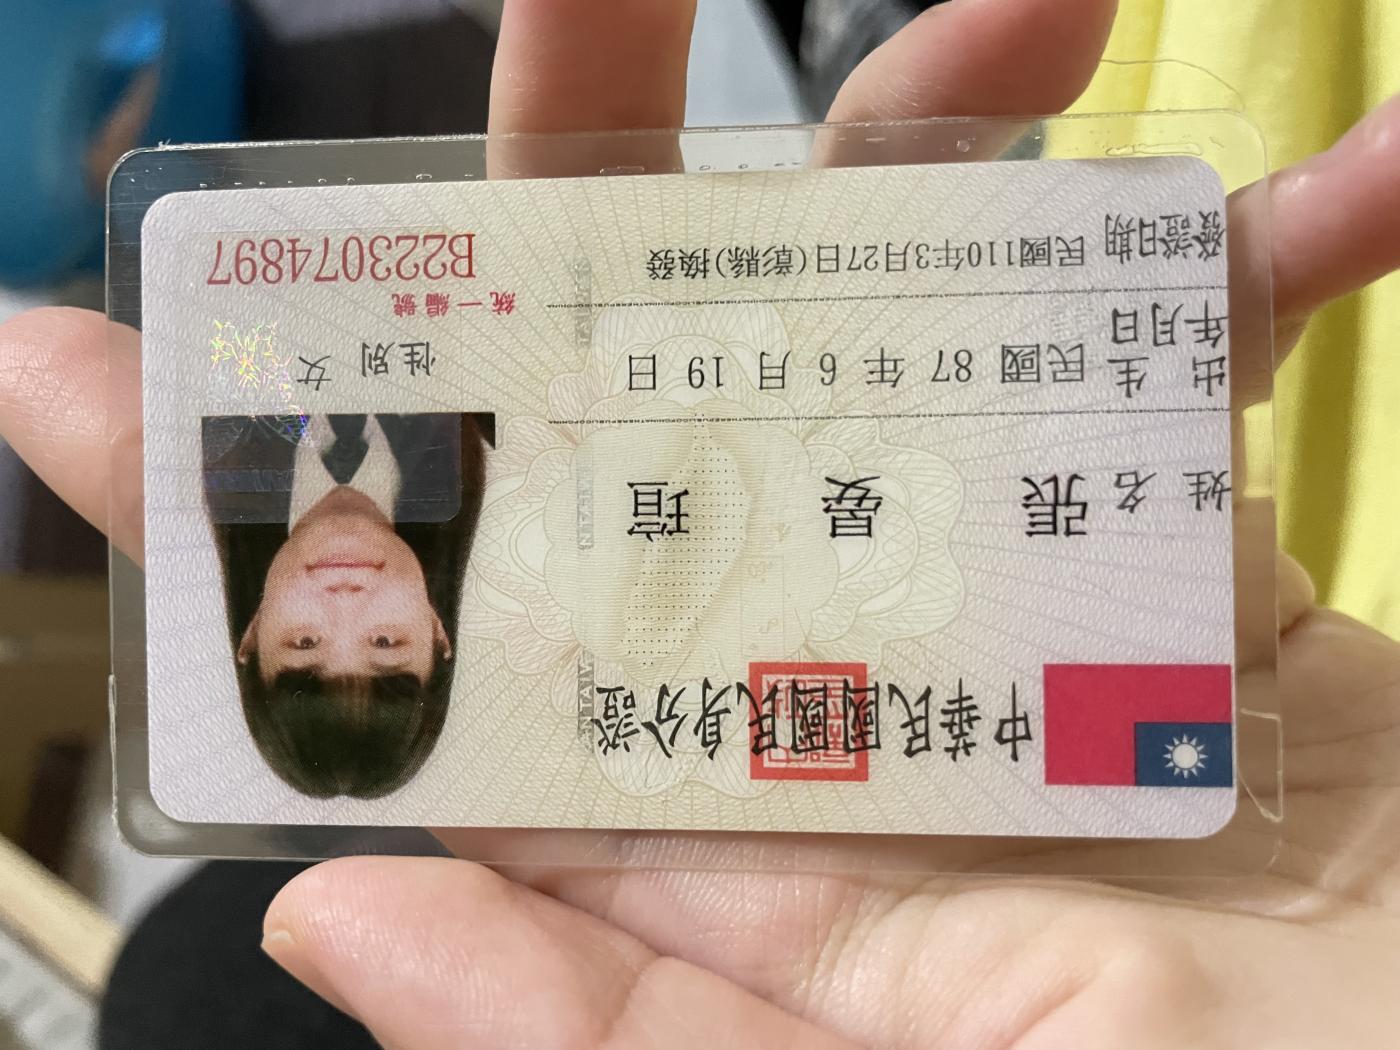 中華民國國民身分證
姓名 張晏瑄
出生年月日 民國 87 年 6 月 19 日
性別 女
發證日期 民國110年3月27日(彰縣)換發
統一編號
B223074897